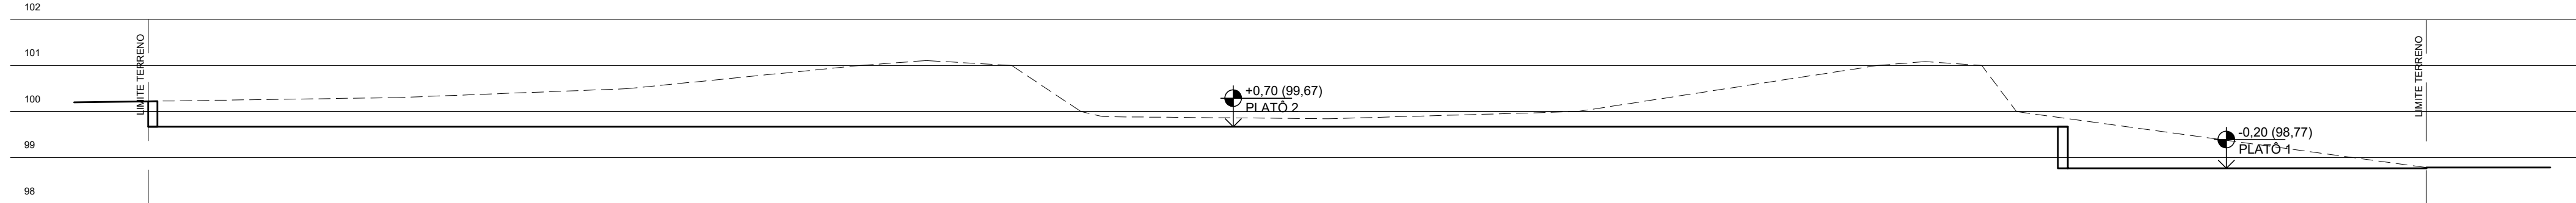 102
101
100
99
98
LIMITE TERRENO
+0,70 (99,67)
PLATÔ 2
-0,20 (98,77)
PLATÔ 1
LIMITE TERRENO